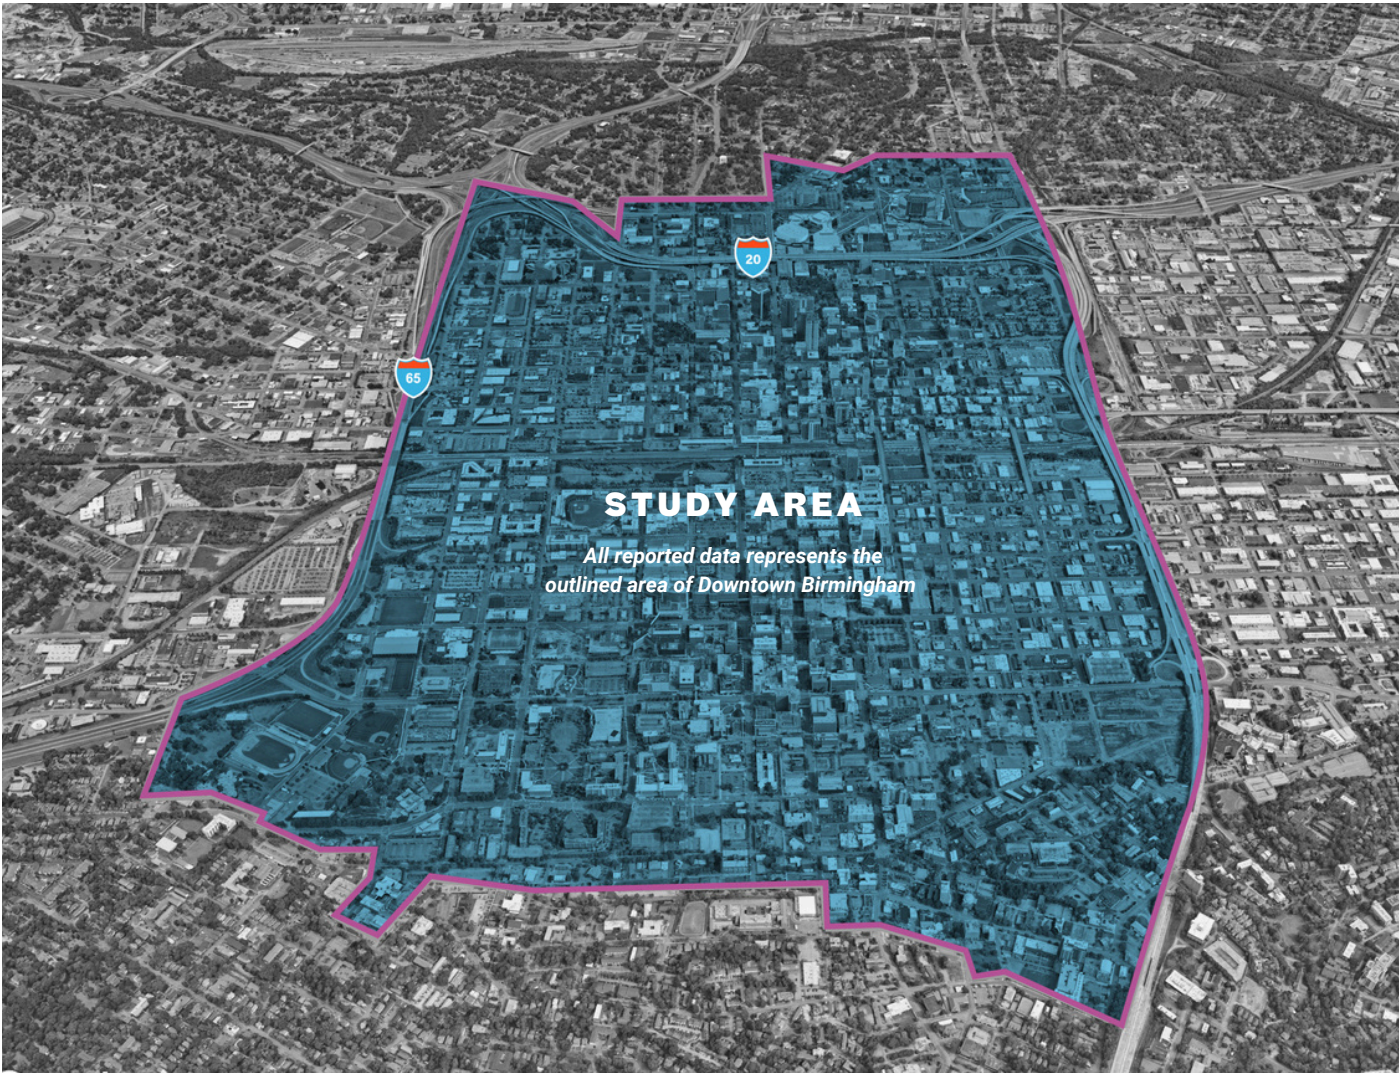 20
65
STUDY AREA
All reported data represents the
outlined area of Downtown Birmingham